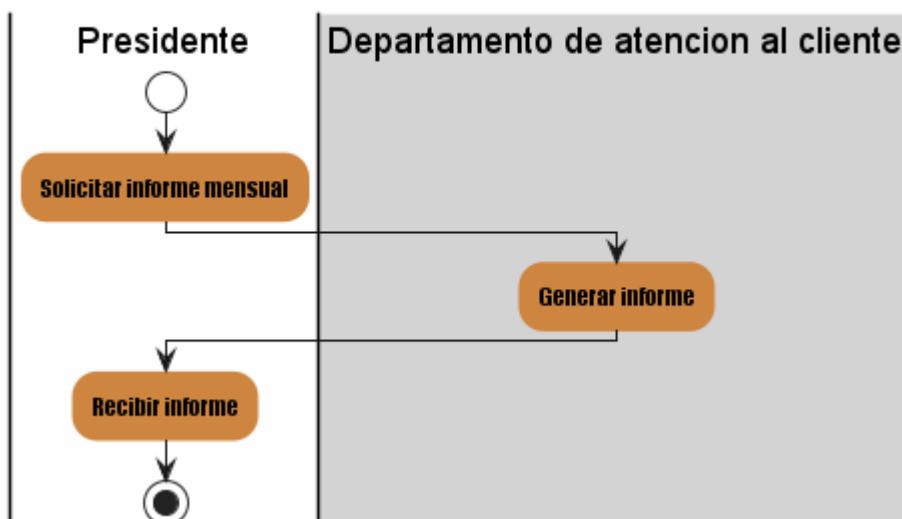 Presidente
Departamento de atencion al cliente
Solicitar informe mensual
Generar informe
Recibir informe